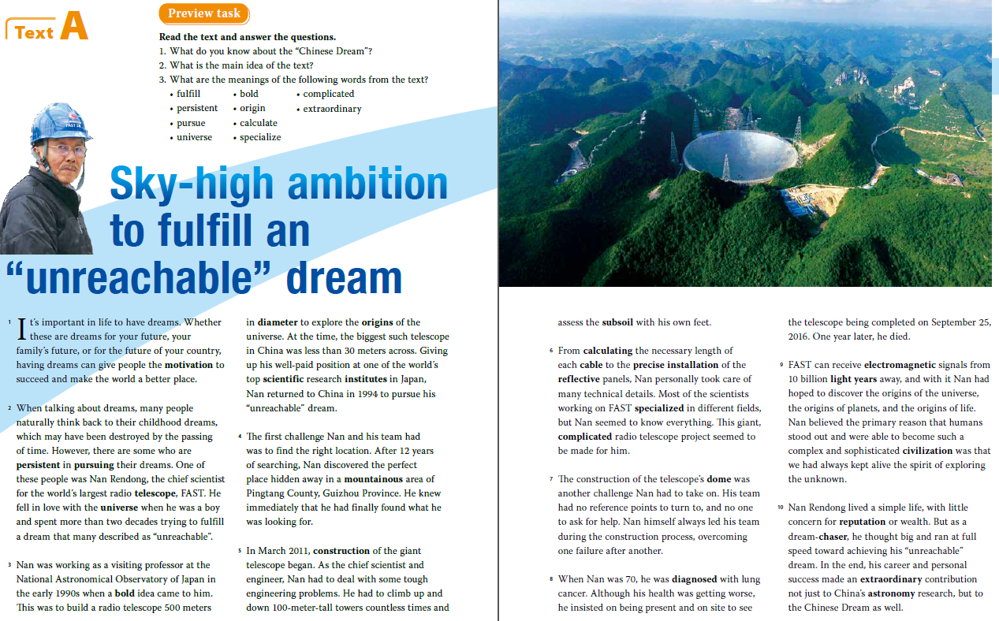 Text A
Preview task
Read the text and answer the questions.
1. What do you know about the “Chinese Dream”?
2. What is the main idea of the text?
3. What are the meanings of the following words from the text?
• fulfill • bold • complicated
• persistent • origin • extraordinary
• pursue • calculate
• universe • specialize
Sky-high ambition
to fulfill an
“unreachable” dream
1 It’s important in life to have dreams. Whether
these are dreams for your future, your
family’s future, or for the future of your country,
having dreams can give people the motivation to
succeed and make the world a better place.
2 When talking about dreams, many people
naturally think back to their childhood dreams,
which may have been destroyed by the passing
of time. However, there are some who are
persistent in pursuing their dreams. One of
these people was Nan Rendong, the chief scientist
for the world’s largest radio telescope, FAST. He
fell in love with the universe when he was a boy
and spent more than two decades trying to fulfill
a dream that many described as “unreachable”.
3 Nan was working as a visiting professor at the
National Astronomical Observatory of Japan in
the early 1990s when a bold idea came to him.
This was to build a radio telescope 500 meters
in diameter to explore the origins of the
universe. At the time, the biggest such telescope
in China was less than 30 meters across. Giving
up his well-paid position at one of the world’s
top scientific research institutes in Japan,
Nan returned to China in 1994 to pursue his
“unreachable” dream.
4 The first challenge Nan and his team had
was to find the right location. After 12 years
of searching, Nan discovered the perfect
place hidden away in a mountainous area of
Pingtang County, Guizhou Province. He knew
immediately that he had finally found what he
was looking for.
5 In March 2011, construction of the giant
telescope began. As the chief scientist and
engineer, Nan had to deal with some tough
engineering problems. He had to climb up and
down 100-meter-tall towers countless times and
assess the subsoil with his own feet.
6 From calculating the necessary length of
each cable to the precise installation of the
reflective panels, Nan personally took care of
many technical details. Most of the scientists
working on FAST specialized in different fields,
but Nan seemed to know everything. This giant,
complicated radio telescope project seemed to
be made for him.
7 The construction of the telescope’s dome was
another challenge Nan had to take on. His team
had no reference points to turn to, and no one
to ask for help. Nan himself always led his team
during the construction process, overcoming
one failure after another.
8 When Nan was 70, he was diagnosed with lung
cancer. Although his health was getting worse,
he insisted on being present and on site to see
the telescope being completed on September 25,
2016. One year later, he died.
9 FAST can receive electromagnetic signals from
10 billion light years away, and with it Nan had
hoped to discover the origins of the universe,
the origins of planets, and the origins of life.
Nan believed the primary reason that humans
stood out and were able to become such a
complex and sophisticated civilization was that
we had always kept alive the spirit of exploring
the unknown.
10 Nan Rendong lived a simple life, with little
concern for reputation or wealth. But as a
dream-chaser, he thought big and ran at full
speed toward achieving his “unreachable”
dream. In the end, his career and personal
success made an extraordinary contribution
not just to China’s astronomy research, but to
the Chinese Dream as well.